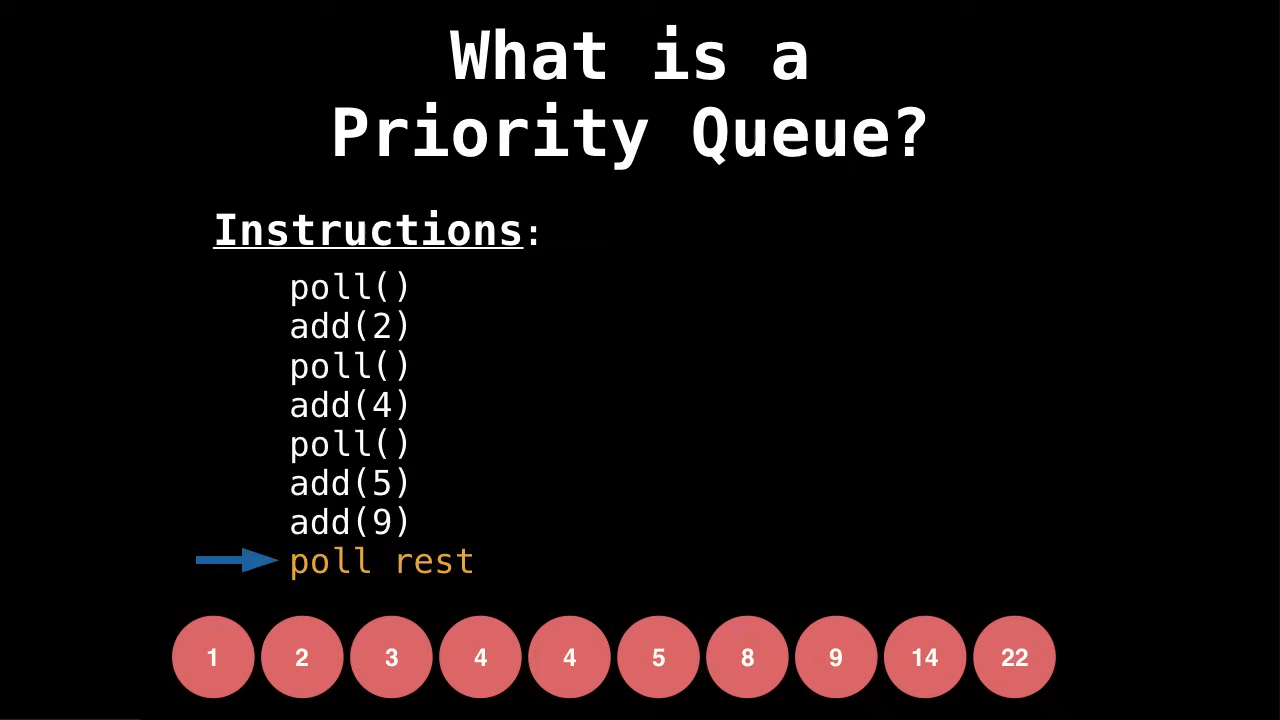 What is a
Priority Queue?
Instructions:
poll()
add(2)
poll()
add(4)
poll()
add(5)
add(9)
poll rest
1 2 3 4 4 5 8 9 14 22